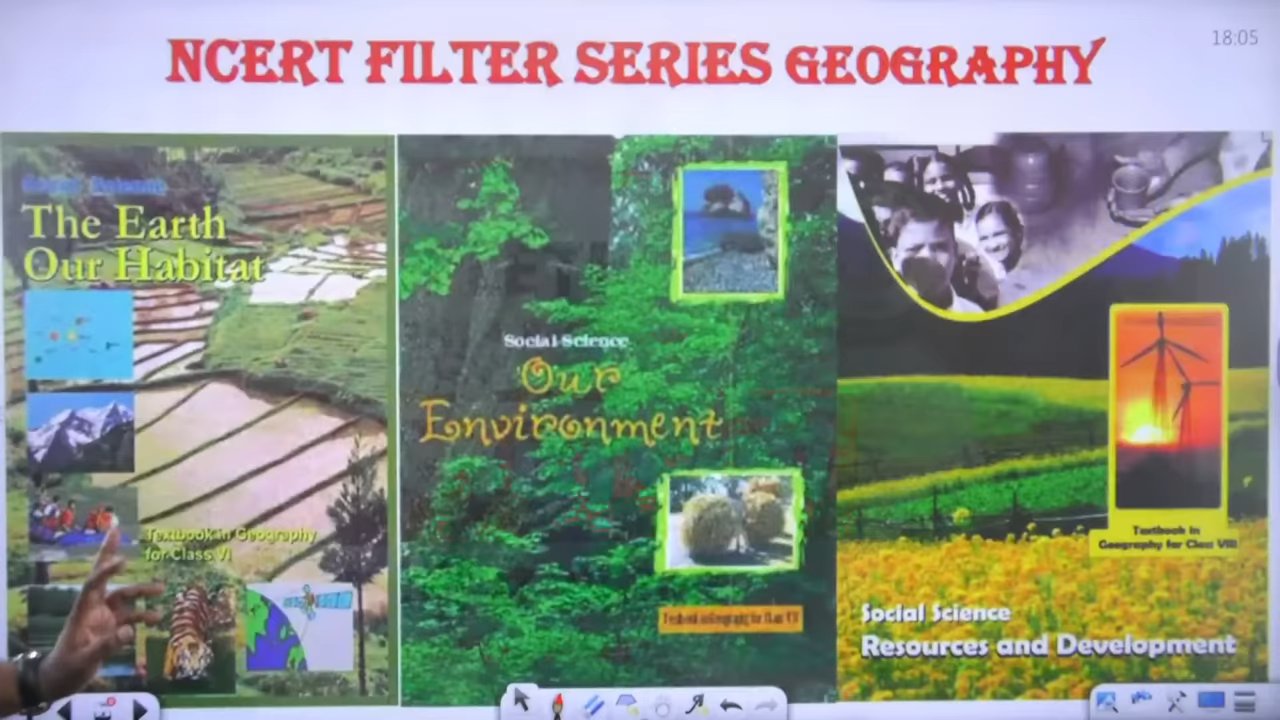 NCERT FILTER SERIES GEOGRAPHY
18:05
The Earth
Our Habitat
Textbook in Geography
for Class VI
Social Science
Our
Environment
Textbook in
Geography for Class VIII
Social Science
Resources and Development